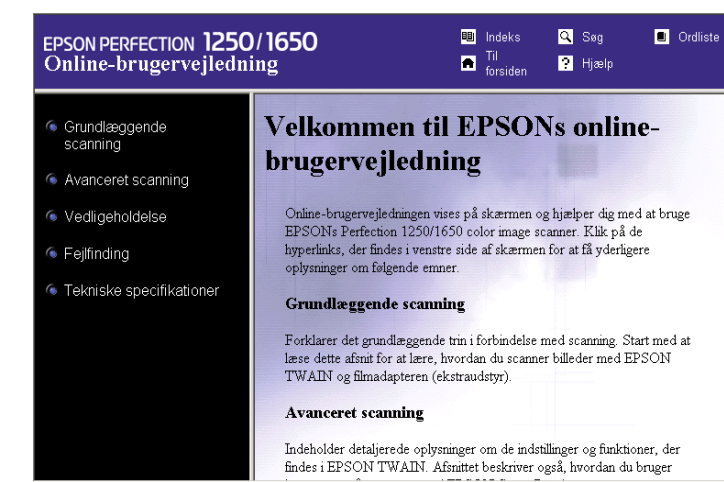 EPSON PERFECTION 1250/1650
Online-brugervejledning
Indeks
Søg
Ordliste
Til
forsiden
Hjælp
Grundlæggende
scanning
Avanceret scanning
Vedligeholdelse
Fejlfinding
Tekniske specifikationer
Velkommen til EPSONs online-
brugervejledning
Online-brugervejledningen vises på skærmen og hjælper dig med at bruge
EPSONs Perfection 1250/1650 color image scanner. Klik på de
hyperlinks, der findes i venstre side af skærmen for at få yderligere
oplysninger om følgende emner.
Grundlæggende scanning
Forklarer det grundlæggende trin i forbindelse med scanning. Start med at
læse dette afsnit for at lære, hvordan du scanner billeder med EPSON
TWAIN og filmadapteren (ekstraudstyr).
Avanceret scanning
Indeholder detaljerede oplysninger om de indstillinger og funktioner, der
findes i EPSON TWAIN. Afsnittet beskriver også, hvordan du bruger